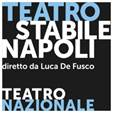 TEATRO
STABILE
NAPOLI
diretto da Luca De Fusco
TEATRO
NAZIONALE